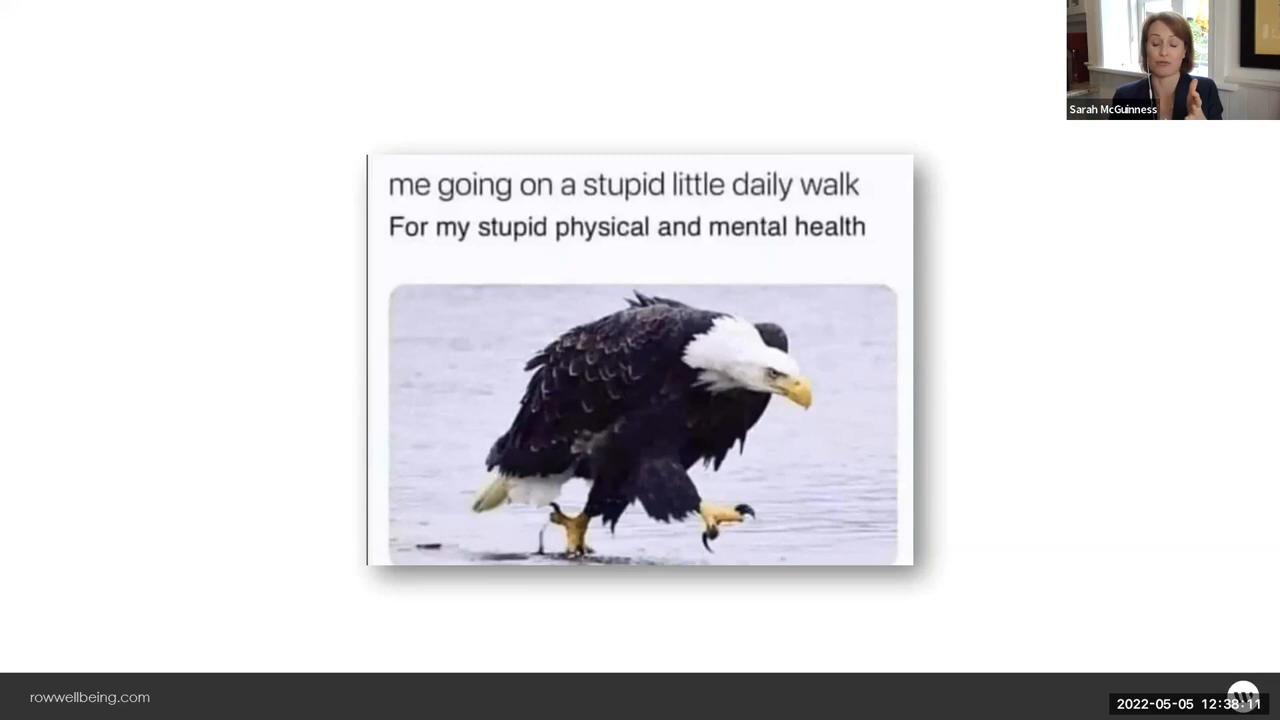 Sarah McGuinness
me going on a stupid little daily walk
For my stupid physical and mental health
rowwellbeing.com
2022-05-05 12:38:11